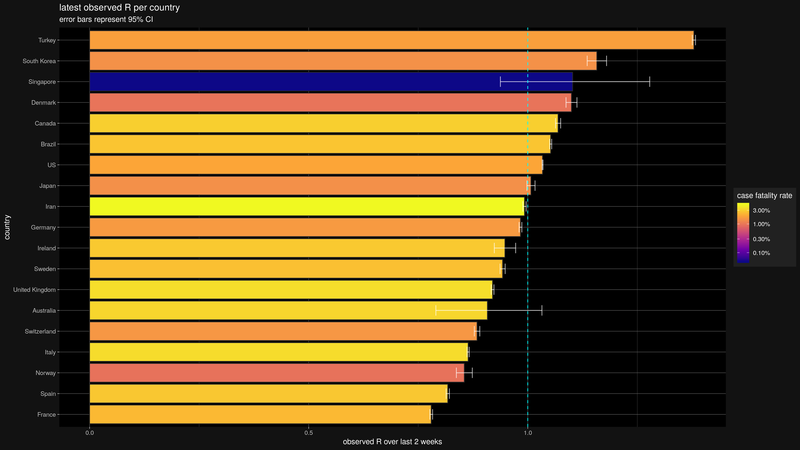 latest observed R per country
error bars represent 95% CI
country
Turkey
South Korea
Singapore
Denmark
Canada
Brazil
US
Japan
Iran
Germany
Ireland
Sweden
United Kingdom
Australia
Switzerland
Italy
Norway
Spain
France
0.0 0.5 1.0
observed R over last 2 weeks
case fatality rate
3.00%
1.00%
0.30%
0.10%